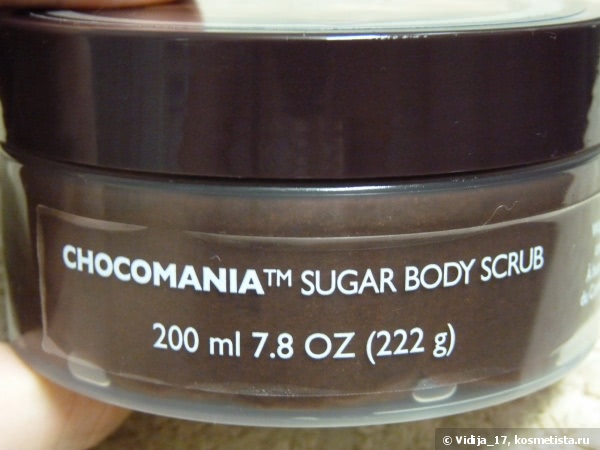 CHOCOMANIA™ SUGAR BODY SCRUB
200 ml 7.8 OZ (222 g)
© Vidija_17, kosmetista.ru